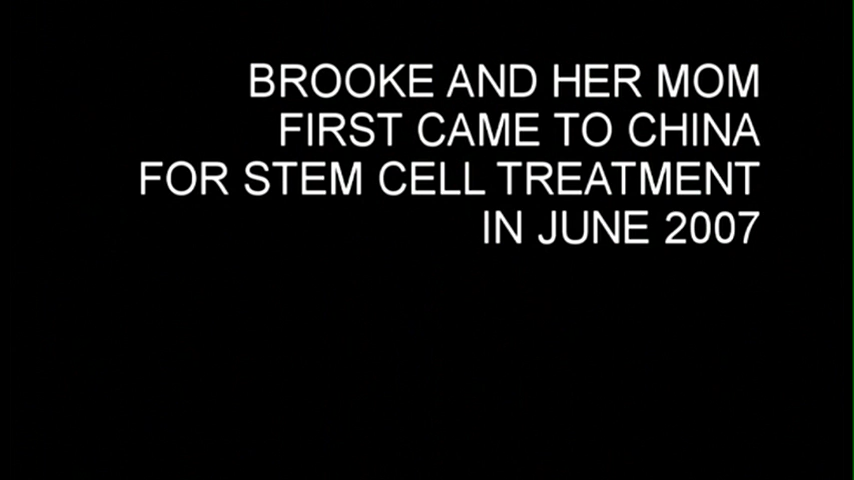 BROOKE AND HER MOM
FIRST CAME TO CHINA
FOR STEM CELL TREATMENT
IN JUNE 2007